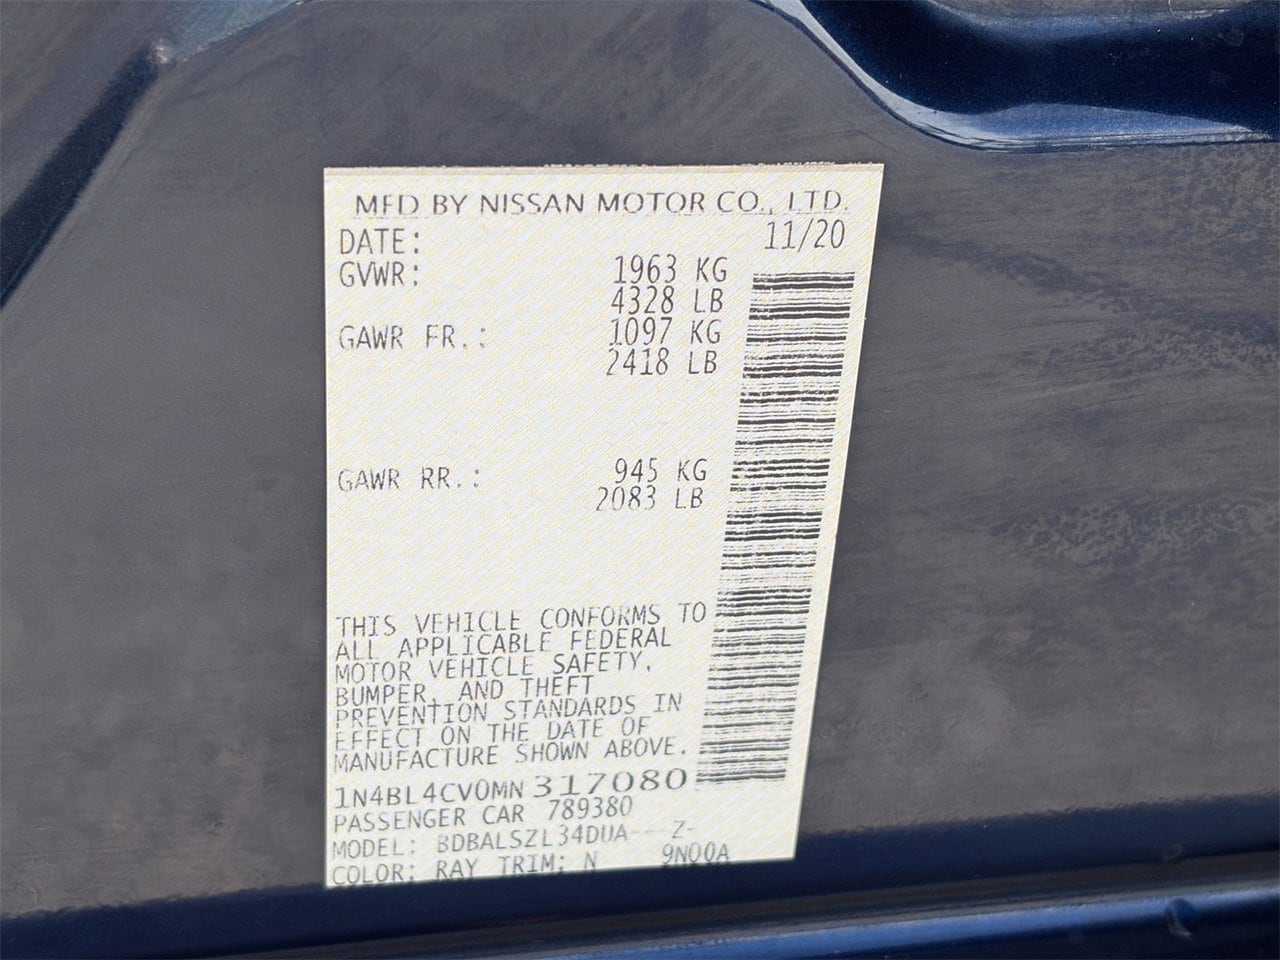 MFD BY NISSAN MOTOR CO., LTD.
DATE: 11/20
GVWR: 1963 KG
4328 LB
GAWR FR.: 1097 KG
2418 LB
GAWR RR.: 945 KG
2083 LB
THIS VEHICLE CONFORMS TO
ALL APPLICABLE FEDERAL
MOTOR VEHICLE SAFETY,
BUMPER, AND THEFT
PREVENTION STANDARDS IN
EFFECT ON THE DATE OF
MANUFACTURE SHOWN ABOVE.
1N4BL4CV0MN317080
PASSENGER CAR 789380
MODEL: BDBALSZL34DUA---Z-
COLOR: RAY TRIM: N 9N00A